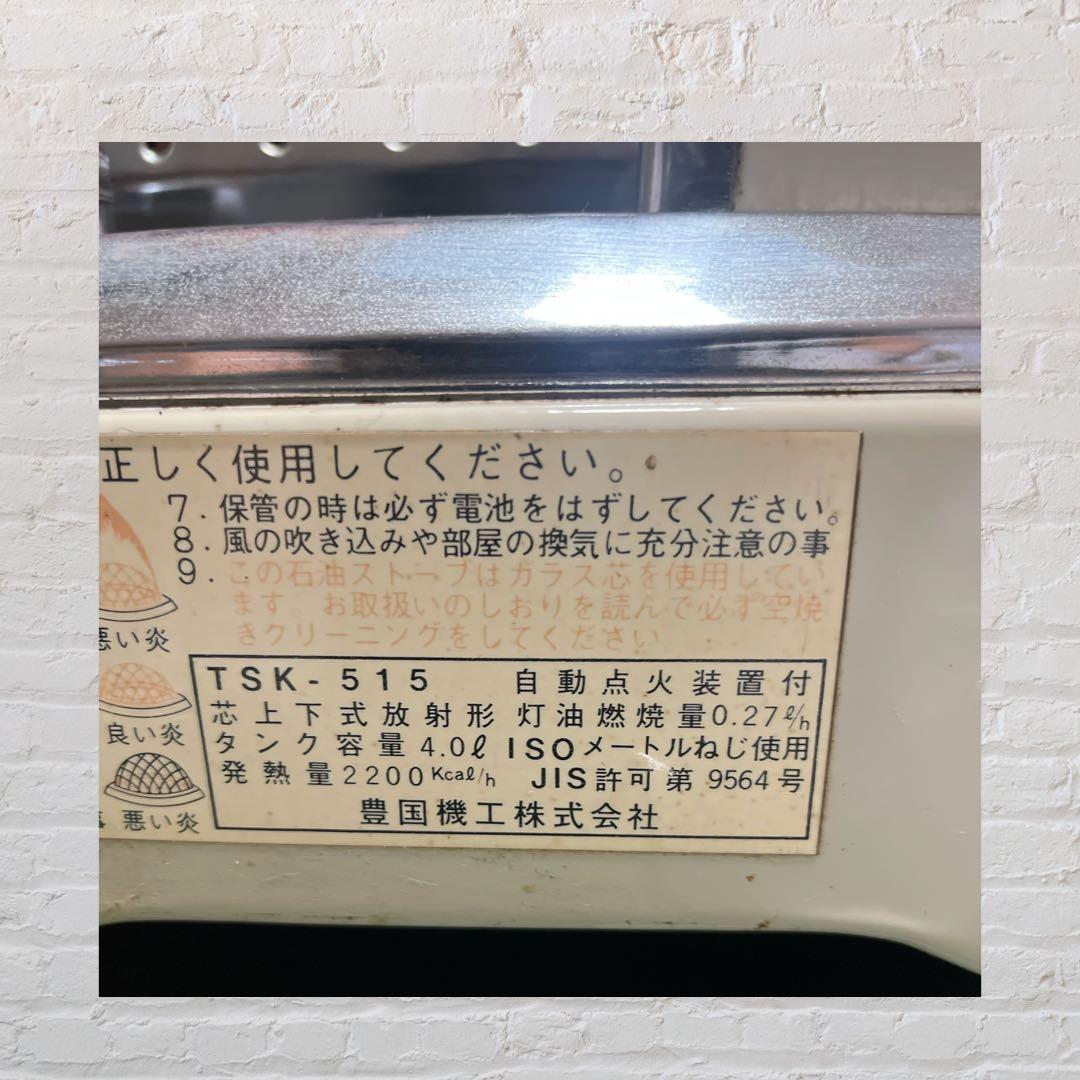 正しく使用してください。
7. 保管の時は必ず電池をはずしてください。
8. 風の吹き込みや部屋の換気に充分注意の事
9. この石油ストーブはガラス芯を使用してい
ます。お取扱いのしおりを読んで必ず空焼
きクリーニングをしてください
悪い炎
良い炎
悪い炎
TSK-515 自動点火装置付
芯上下式放射形 灯油燃焼量0.27ℓ/h
タンク容量4.0ℓ ISOメートルねじ使用
発熱量2200Kcaℓ/h JIS許可第9564号
豊国機工株式会社